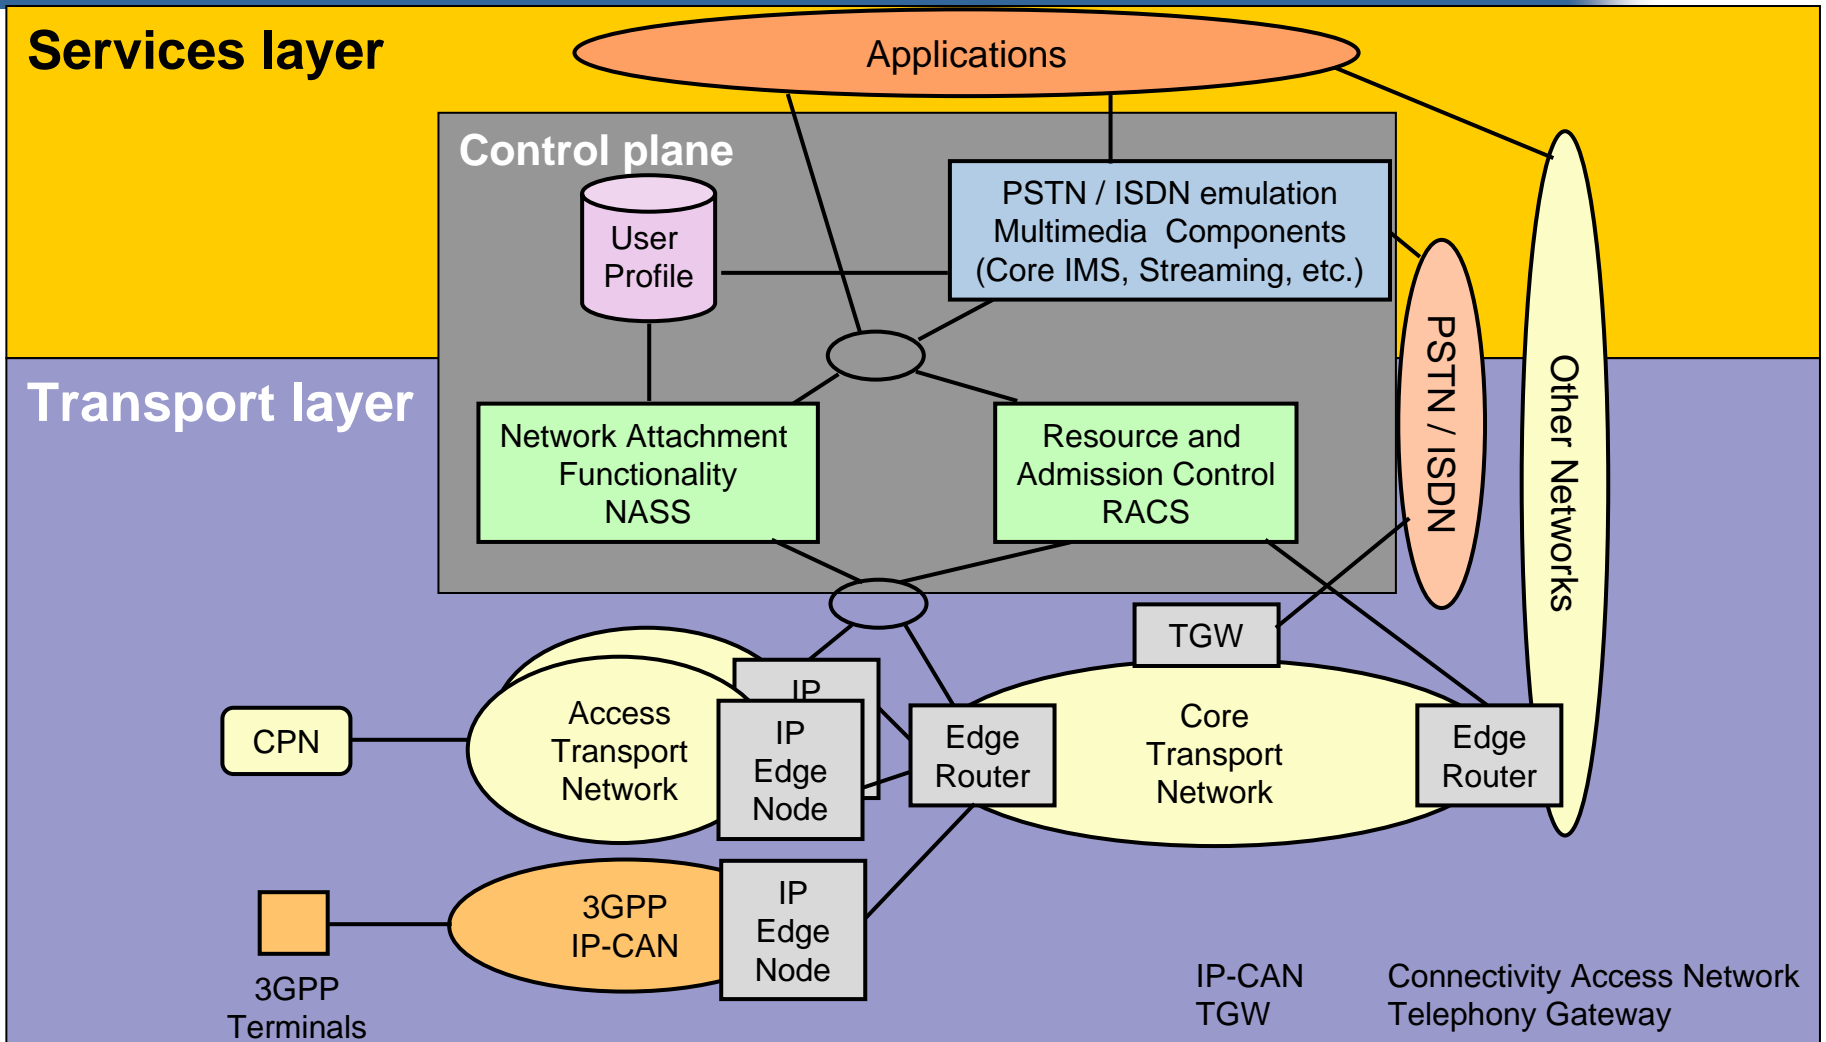 Services layer
Applications
Control plane
User
Profile
PSTN / ISDN emulation
Multimedia Components
(Core IMS, Streaming, etc.)
PSTN / ISDN
Other Networks
Transport layer
Network Attachment
Functionality
NASS
Resource and
Admission Control
RACS
TGW
CPN
Access
Transport
Network
IP
IP
Edge
Node
Edge
Router
Core
Transport
Network
Edge
Router
3GPP
IP-CAN
IP
Edge
Node
3GPP
Terminals
IP-CAN Connectivity Access Network
TGW Telephony Gateway